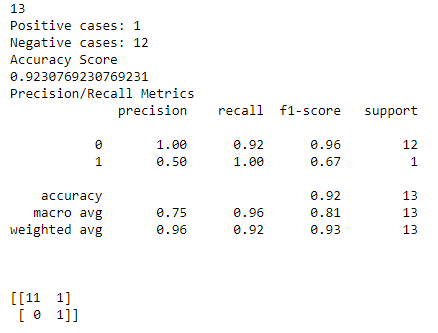 13
Positive cases: 1
Negative cases: 12
Accuracy Score
0.9230769230769231
Precision/Recall Metrics
precision recall f1-score support
0 1.00 0.92 0.96 12
1 0.50 1.00 0.67 1
accuracy 0.92 13
macro avg 0.75 0.96 0.81 13
weighted avg 0.96 0.92 0.93 13
[[11 1]
[ 0 1]]